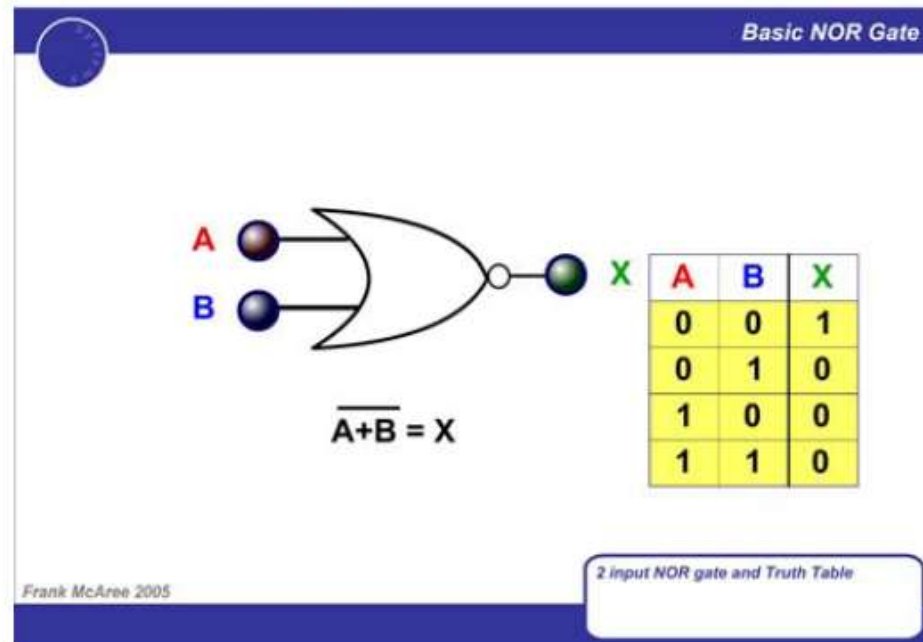 Basic NOR Gate
A
B
X
A+B = X
A B X
0 0 1
0 1 0
1 0 0
1 1 0
2 input NOR gate and Truth Table
Frank McAree 2005